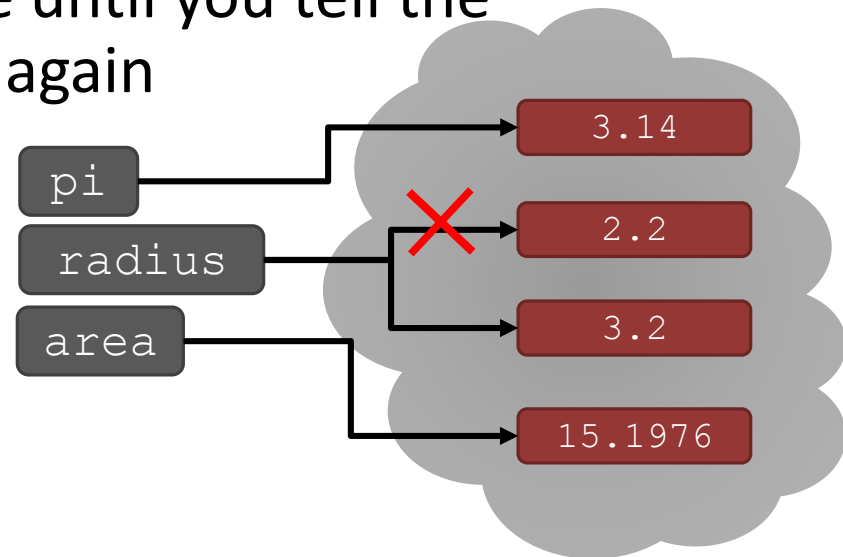 e until you tell the
again
pi
radius
area
3.14
2.2
3.2
15.1976